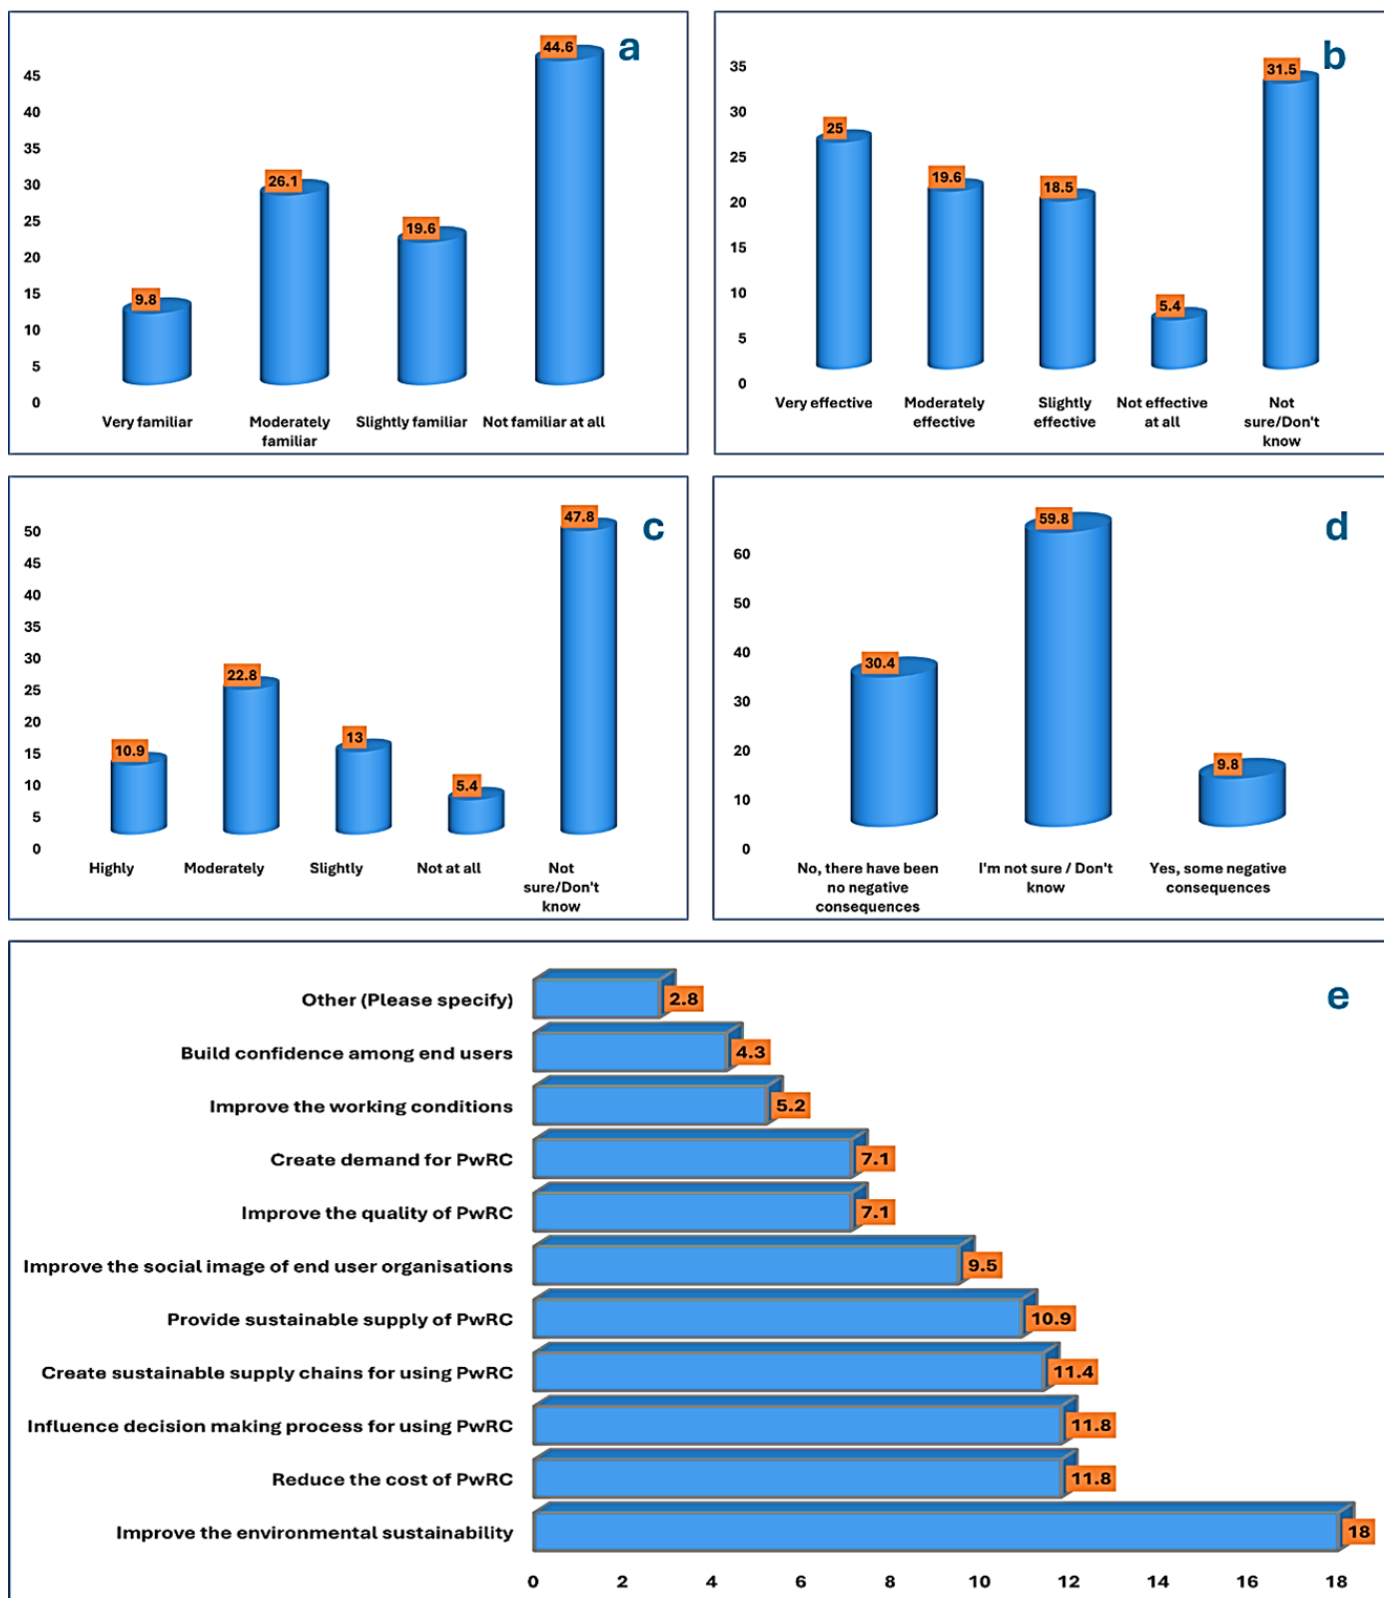 a
45
40
35
30
25
20
15
10
5
0
9.8
26.1
19.6
44.6
Very familiar
Moderately
familiar
Slightly familiar
Not familiar at all
b
35
30
25
20
15
10
5
0
25
19.6
18.5
5.4
31.5
Very effective
Moderately
effective
Slightly
effective
Not effective
at all
Not
sure/Don't
know
c
50
45
40
35
30
25
20
15
10
5
0
10.9
22.8
13
5.4
47.8
Highly
Moderately
Slightly
Not at all
Not
sure/Don't
know
d
60
50
40
30
20
10
0
30.4
59.8
9.8
No, there have been
no negative
consequences
I'm not sure / Don't
know
Yes, some negative
consequences
e
Other (Please specify)
2.8
Build confidence among end users
4.3
Improve the working conditions
5.2
Create demand for PwRC
7.1
Improve the quality of PwRC
7.1
Improve the social image of end user organisations
9.5
Provide sustainable supply of PwRC
10.9
Create sustainable supply chains for using PwRC
11.4
Influence decision making process for using PwRC
11.8
Reduce the cost of PwRC
11.8
Improve the environmental sustainability
18
0 2 4 6 8 10 12 14 16 18